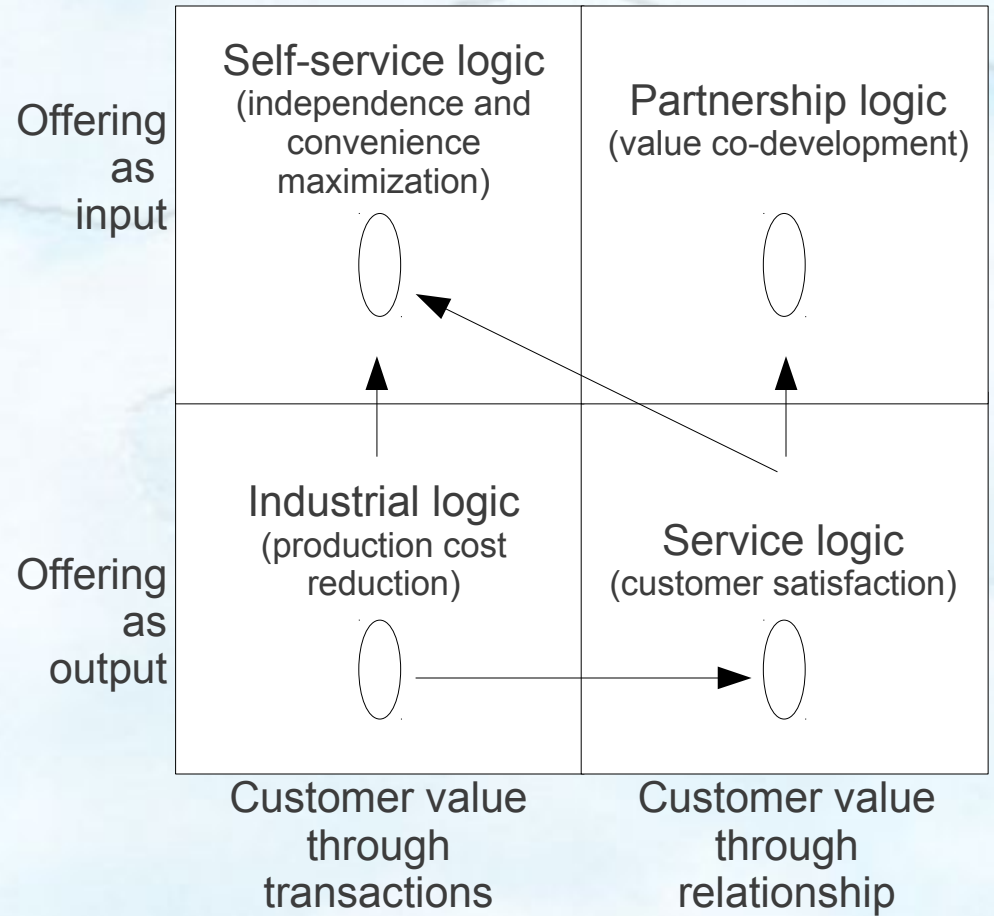 Offering
as
input
Self-service logic
(independence and
convenience
maximization)
Partnership logic
(value co-development)
Offering
as
output
Industrial logic
(production cost
reduction)
Service logic
(customer satisfaction)
Customer value
through
transactions
Customer value
through
relationship